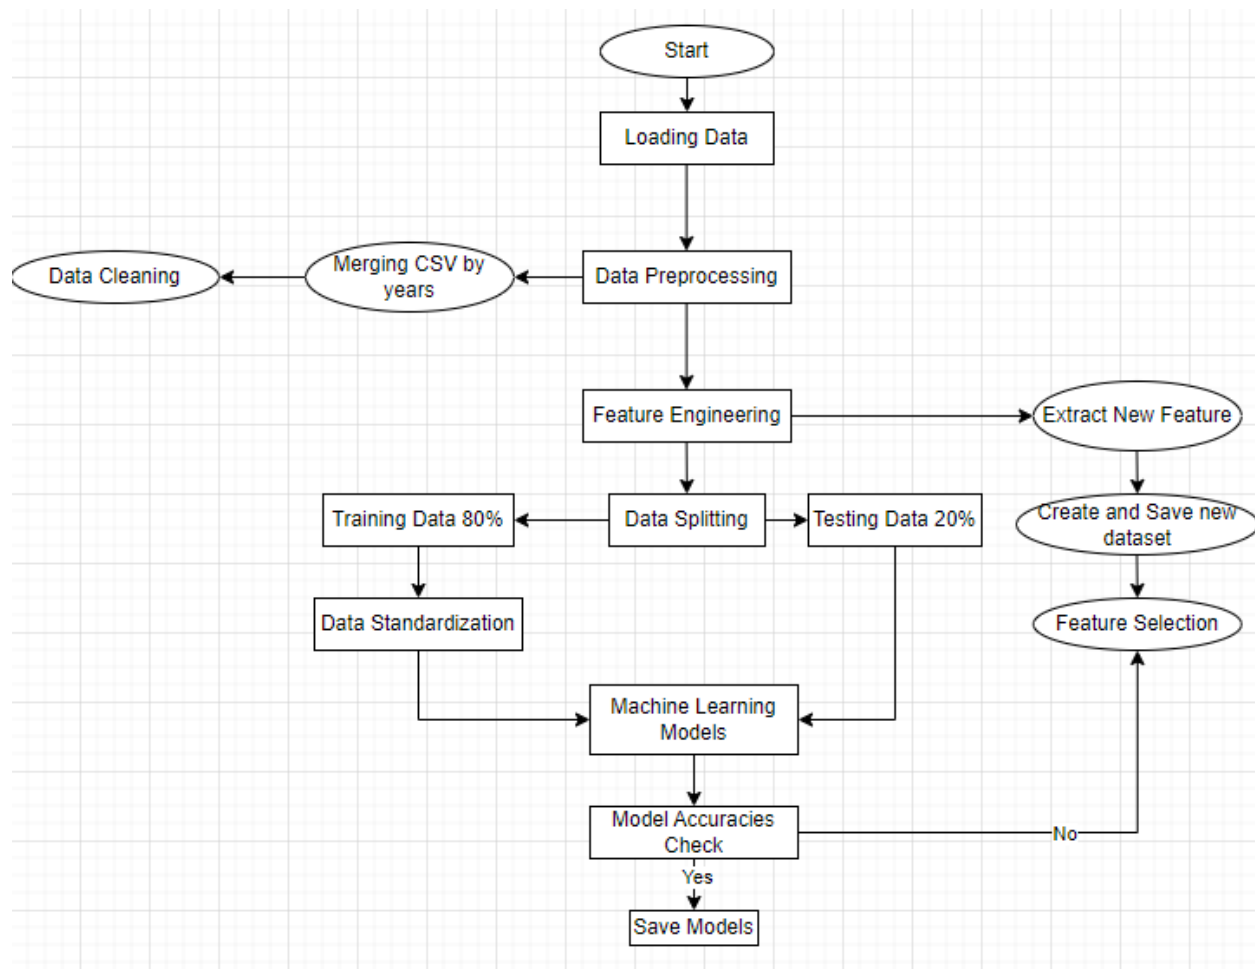 Start
Loading Data
Data Cleaning
Merging CSV by
years
Data Preprocessing
Feature Engineering
Extract New Feature
Training Data 80%
Data Splitting
Testing Data 20%
Create and Save new
dataset
Data Standardization
Feature Selection
Machine Learning
Models
Model Accuracies
Check
No
Yes
Save Models